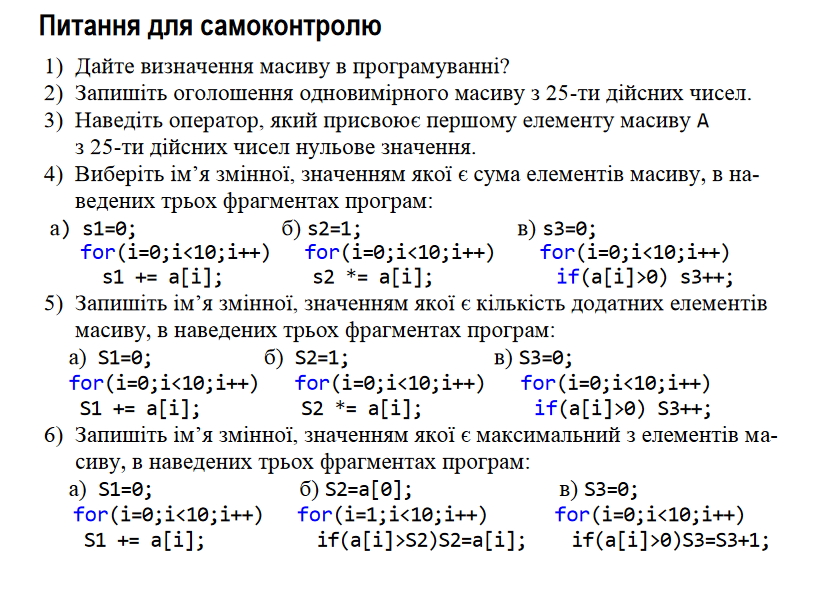 Питання для самоконтролю
1) Дайте визначення масиву в програмуванні?
2) Запишіть оголошення одновимірного масиву з 25-ти дійсних чисел.
3) Наведіть оператор, який присвоює першому елементу масиву A
з 25-ти дійсних чисел нульове значення.
4) Виберіть ім’я змінної, значенням якої є сума елементів масиву, в на-
ведених трьох фрагментах програм:
а) s1=0; б) s2=1; в) s3=0;
for(i=0;i<10;i++) for(i=0;i<10;i++) for(i=0;i<10;i++)
s1 += a[i]; s2 *= a[i]; if(a[i]>0) s3++;
5) Запишіть ім’я змінної, значенням якої є кількість додатних елементів
масиву, в наведених трьох фрагментах програм:
а) S1=0; б) S2=1; в) S3=0;
for(i=0;i<10;i++) for(i=0;i<10;i++) for(i=0;i<10;i++)
S1 += a[i]; S2 *= a[i]; if(a[i]>0) S3++;
6) Запишіть ім’я змінної, значенням якої є максимальний з елементів ма-
сиву, в наведених трьох фрагментах програм:
а) S1=0; б) S2=a[0]; в) S3=0;
for(i=0;i<10;i++) for(i=1;i<10;i++) for(i=0;i<10;i++)
S1 += a[i]; if(a[i]>S2)S2=a[i]; if(a[i]>0)S3=S3+1;